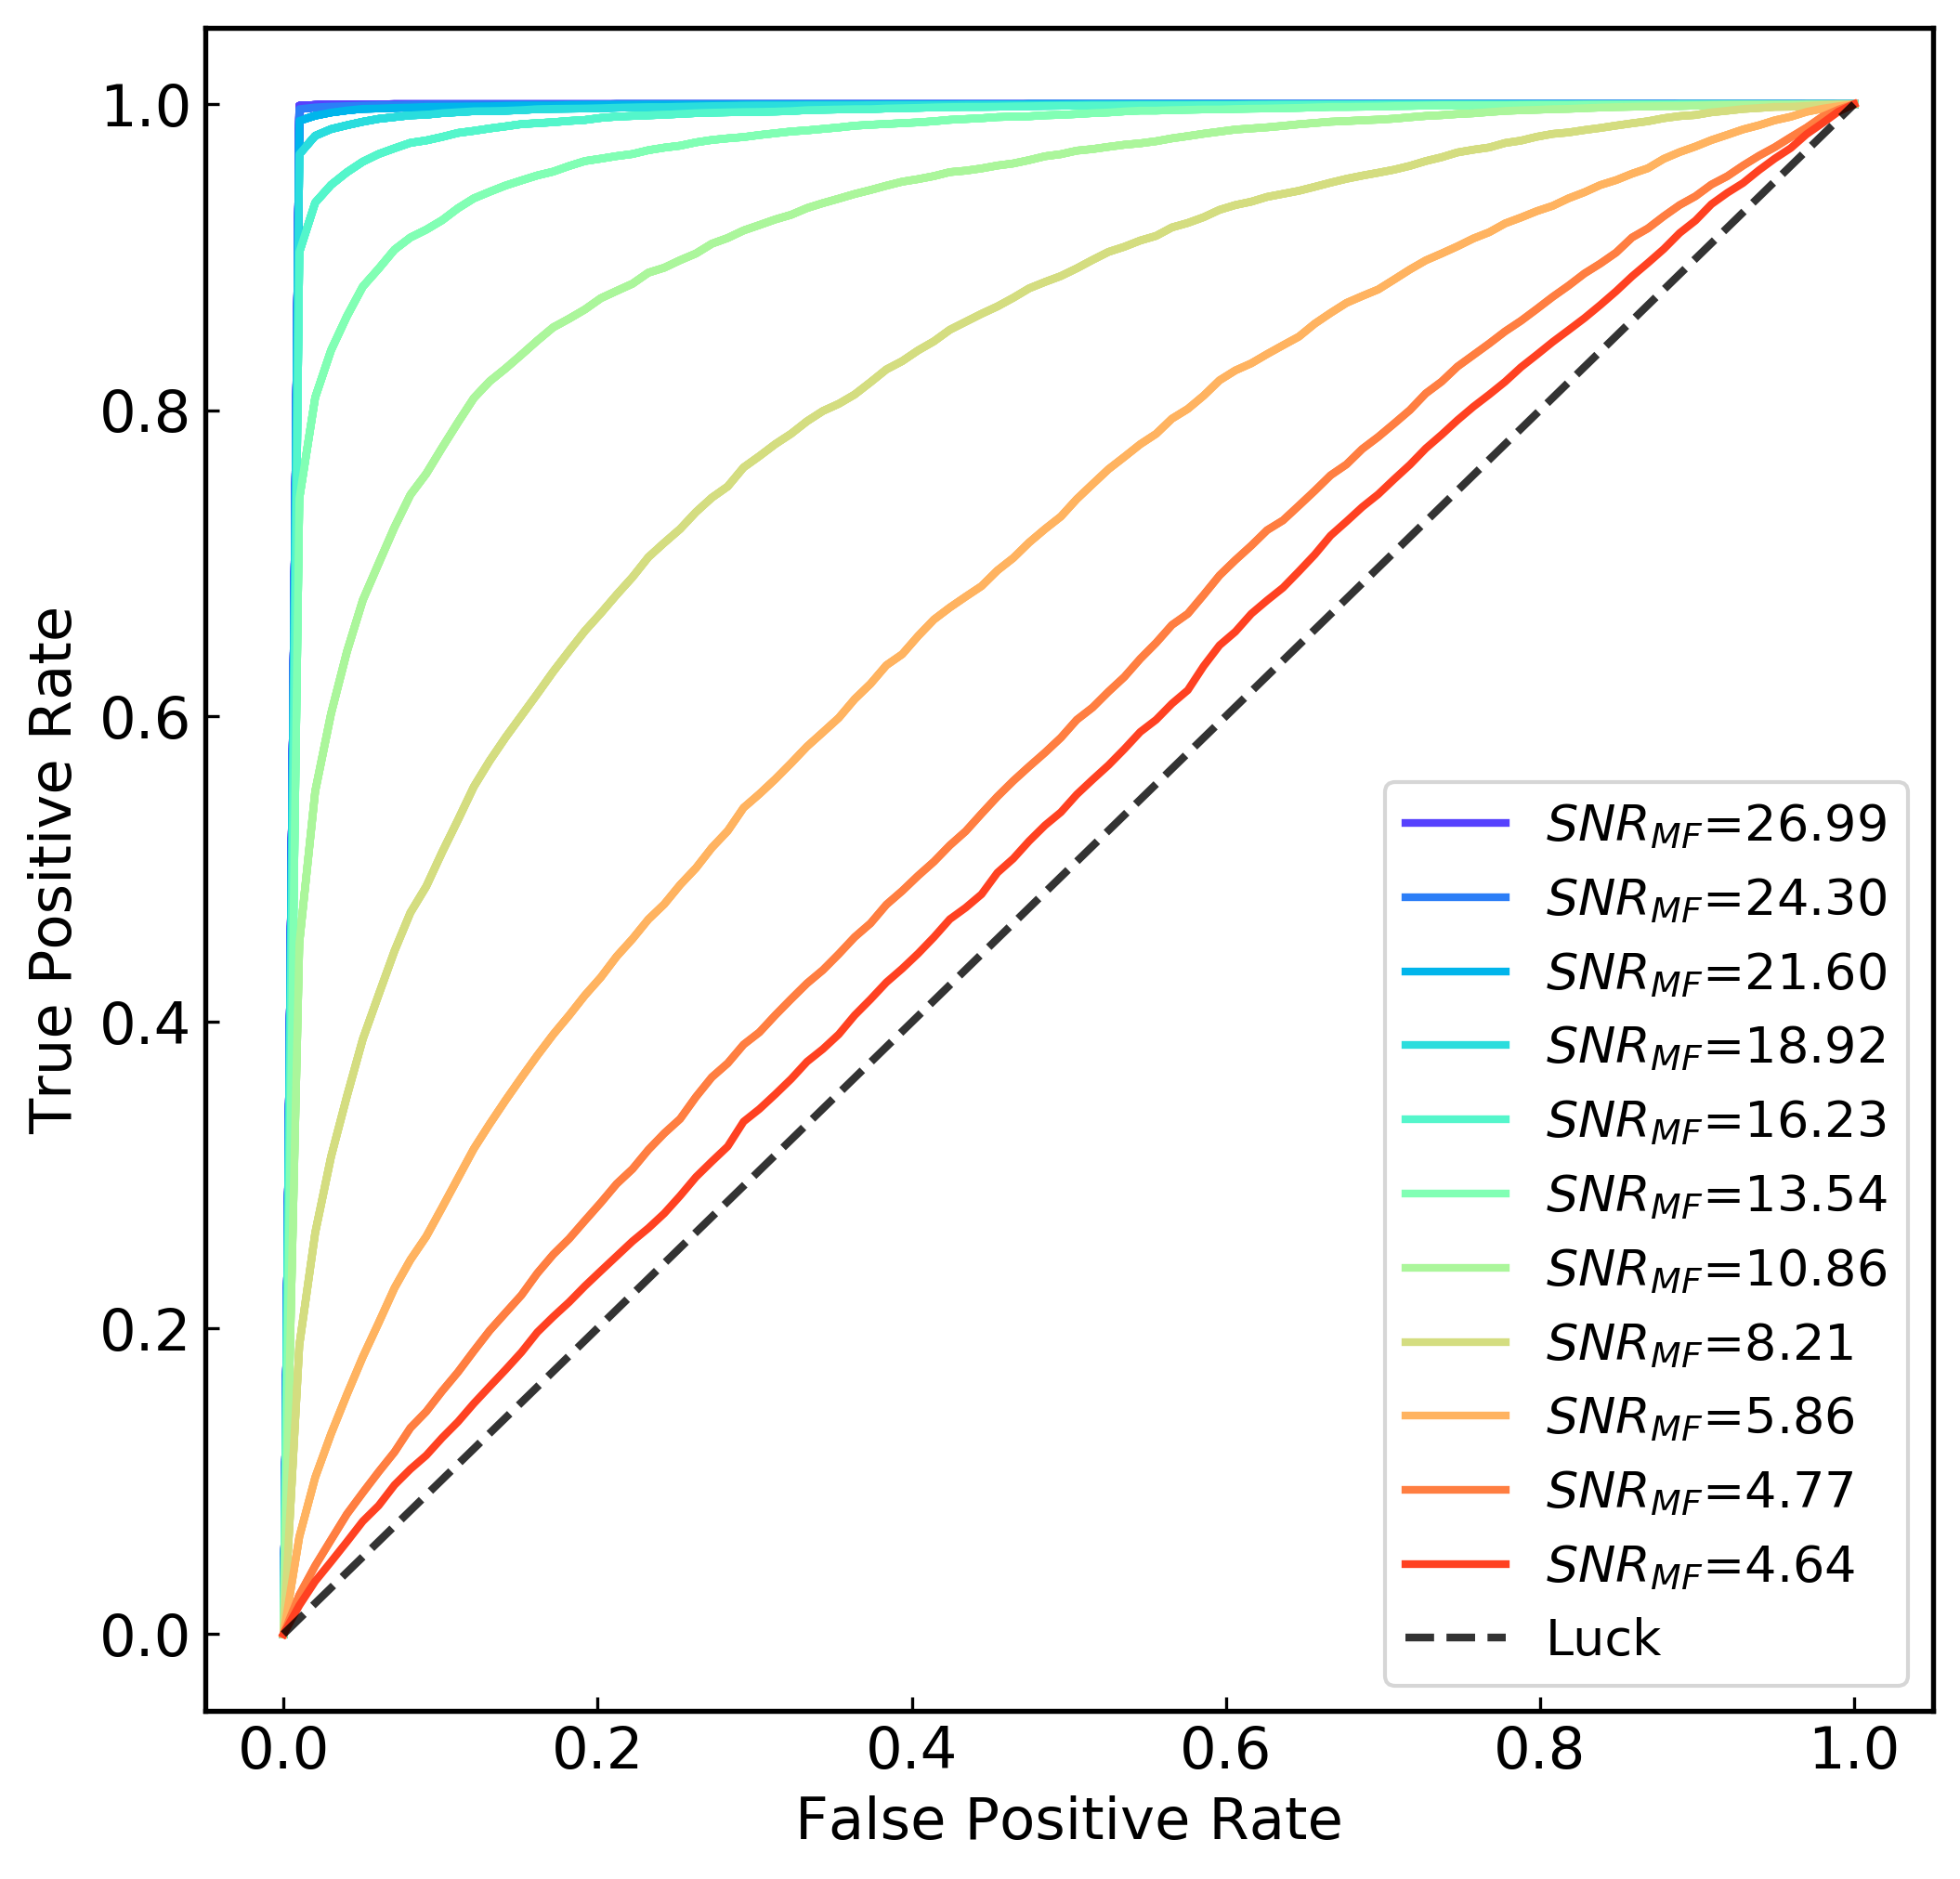 1.0
0.8
0.6
0.4
0.2
0.0
True Positive Rate
SNR_MF=26.99
SNR_MF=24.30
SNR_MF=21.60
SNR_MF=18.92
SNR_MF=16.23
SNR_MF=13.54
SNR_MF=10.86
SNR_MF=8.21
SNR_MF=5.86
SNR_MF=4.77
SNR_MF=4.64
Luck
0.0 0.2 0.4 0.6 0.8 1.0
False Positive Rate